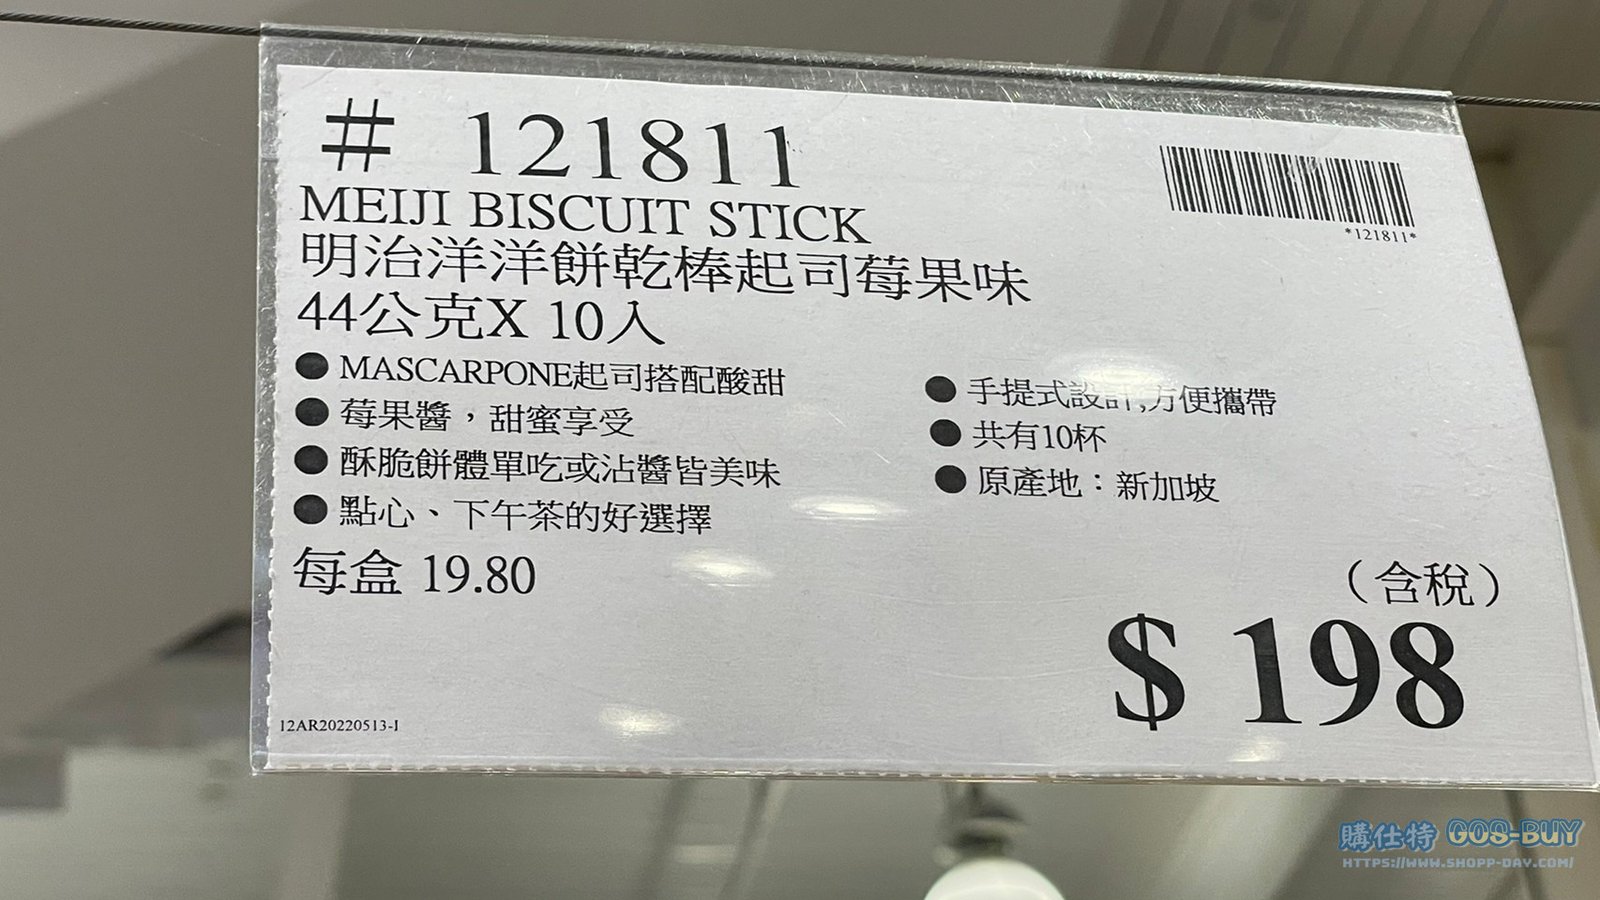 # 121811
*121811*
MEIJI BISCUIT STICK
明治洋洋餅乾棒起司莓果味
44公克X 10入
● MASCARPONE起司搭配酸甜
● 莓果醬，甜蜜享受
● 酥脆餅體單吃或沾醬皆美味
● 點心、下午茶的好選擇
● 手提式設計,方便攜帶
● 共有10杯
● 原產地：新加坡
每盒 19.80
（含稅）
$ 198
12AR20220513-1
購仕特 GOS-BUY
HTTPS://WWW.SHOPP-DAY.COM/